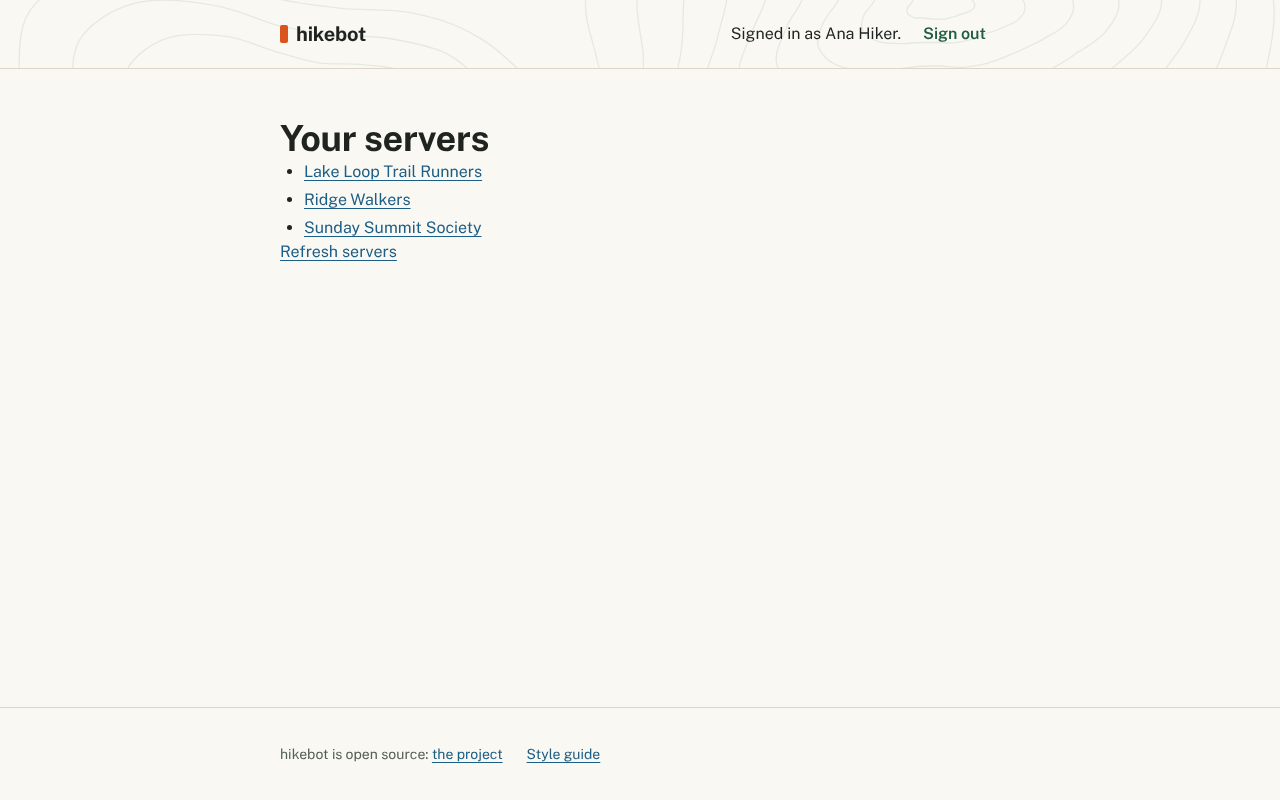 hikebot
Signed in as Ana Hiker. Sign out
Your servers
Lake Loop Trail Runners
Ridge Walkers
Sunday Summit Society
Refresh servers
hikebot is open source: the project Style guide